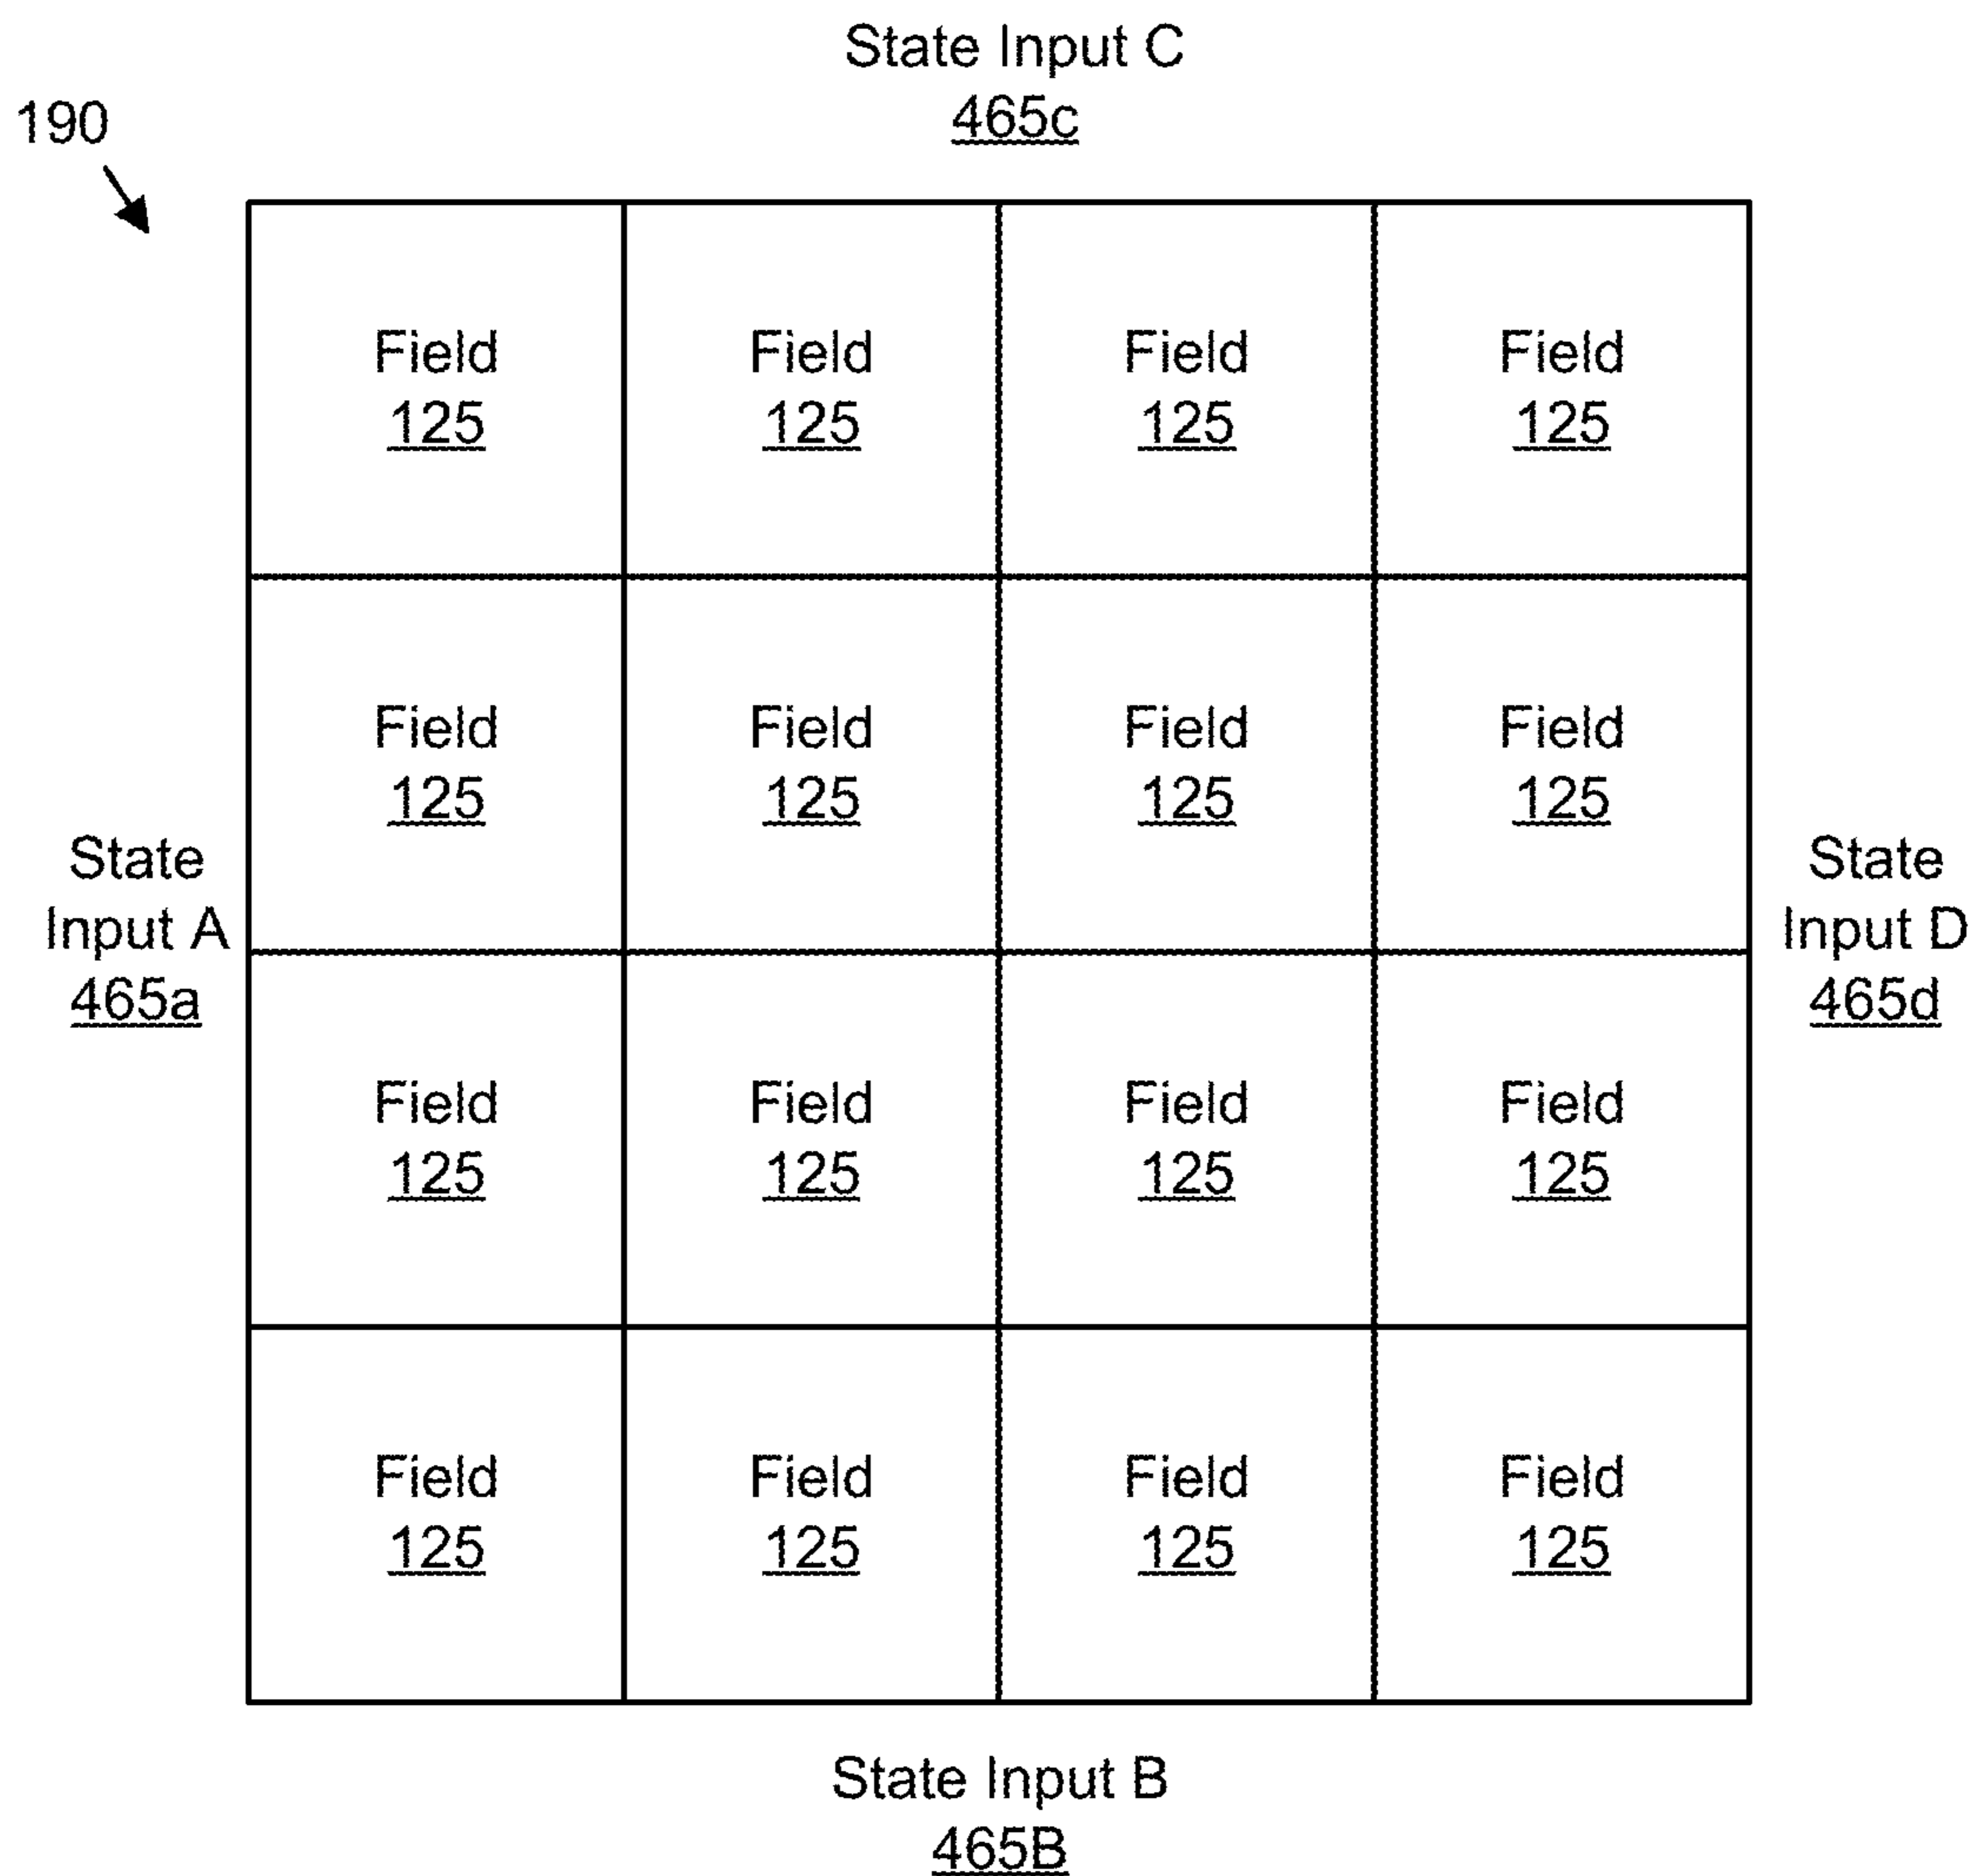 State Input C
465c
190
Field Field Field Field
125 125 125 125
Field Field Field Field
125 125 125 125
State
Input A
465a
State
Input D
465d
Field Field Field Field
125 125 125 125
Field Field Field Field
125 125 125 125
State Input B
465B